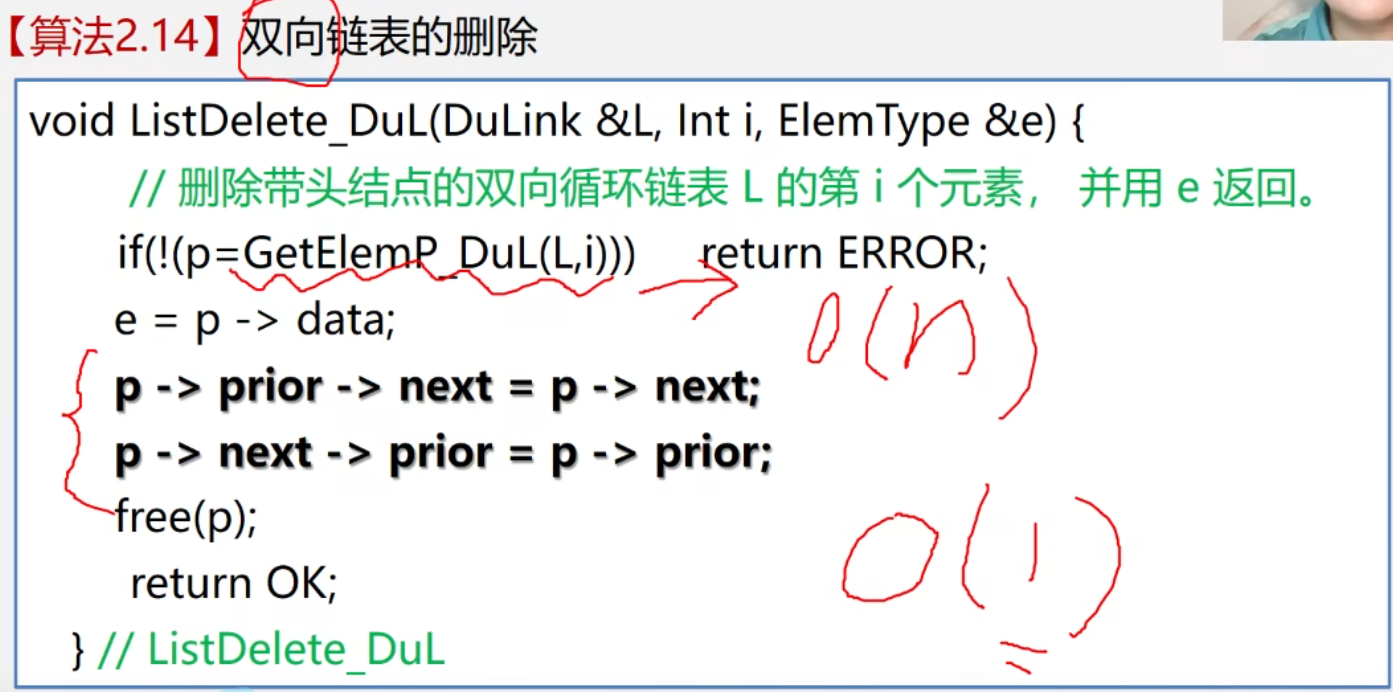 【算法2.14】双向链表的删除
void ListDelete_DuL(DuLink &L, Int i, ElemType &e) {
// 删除带头结点的双向循环链表 L 的第 i 个元素， 并用 e 返回。
if(!(p=GetElemP_DuL(L,i))) return ERROR;
e = p -> data;
O(n)
p -> prior -> next = p -> next;
p -> next -> prior = p -> prior;
free(p);
O(1)
return OK;
} // ListDelete_DuL